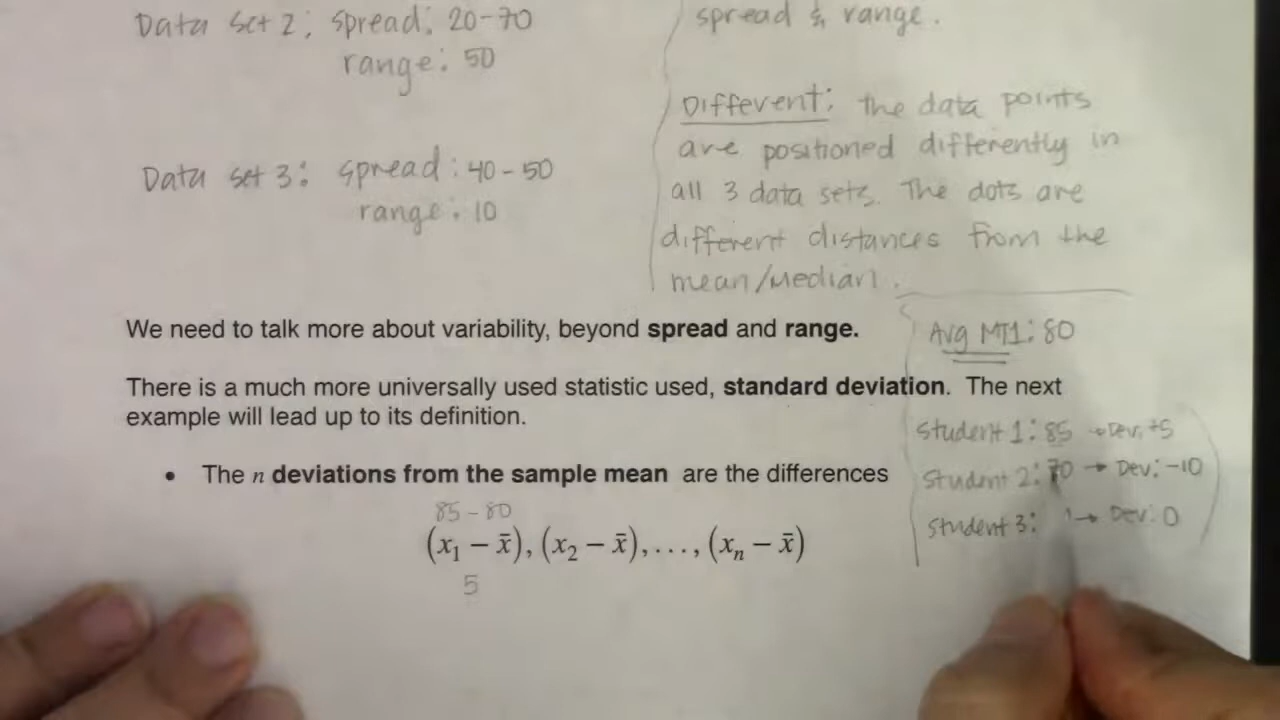 Data set 2: spread: 20-70
range: 50
Data set 3: spread: 40-50
range: 10
spread & range.
Different: the data points
are positioned differently in
all 3 data sets. The dots are
different distances from the
mean/median.
We need to talk more about variability, beyond spread and range.
There is a much more universally used statistic used, standard deviation. The next
example will lead up to its definition.
• The n deviations from the sample mean are the differences
85-80
(x₁ − x̄), (x₂ − x̄), . . . , (xₙ − x̄)
5
Avg MT1: 80
Student 1: 85 → Dev: +5
Student 2: 70 → Dev: -10
Student 3: → Dev: 0